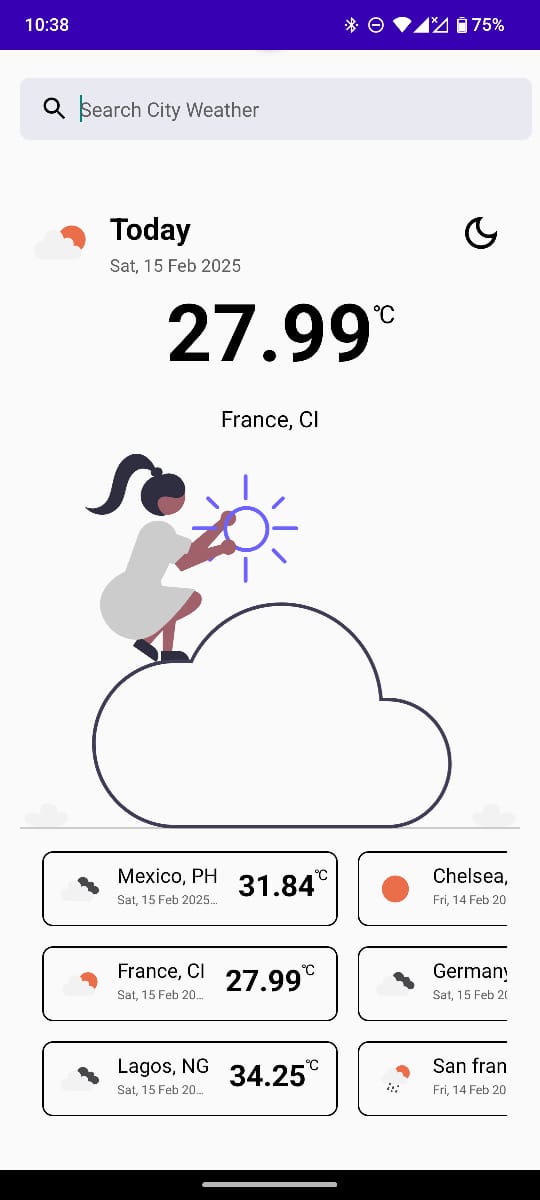 10:38
75%
Search City Weather
Today
Sat, 15 Feb 2025
27.99°C
France, CI
Mexico, PH
Sat, 15 Feb 2025...
31.84°C
Chelsea,
Fri, 14 Feb 20
France, CI
Sat, 15 Feb 20...
27.99°C
Germany
Sat, 15 Feb 20
Lagos, NG
Sat, 15 Feb 20...
34.25°C
San fran
Fri, 14 Feb 20